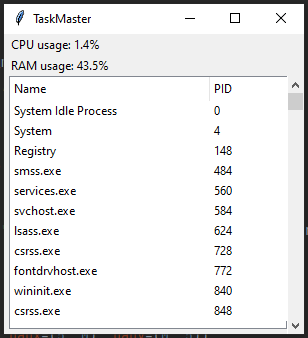 TaskMaster
CPU usage: 1.4%
RAM usage: 43.5%
Name PID
System Idle Process 0
System 4
Registry 148
smss.exe 484
services.exe 560
svchost.exe 584
lsass.exe 624
csrss.exe 728
fontdrvhost.exe 772
wininit.exe 840
csrss.exe 848